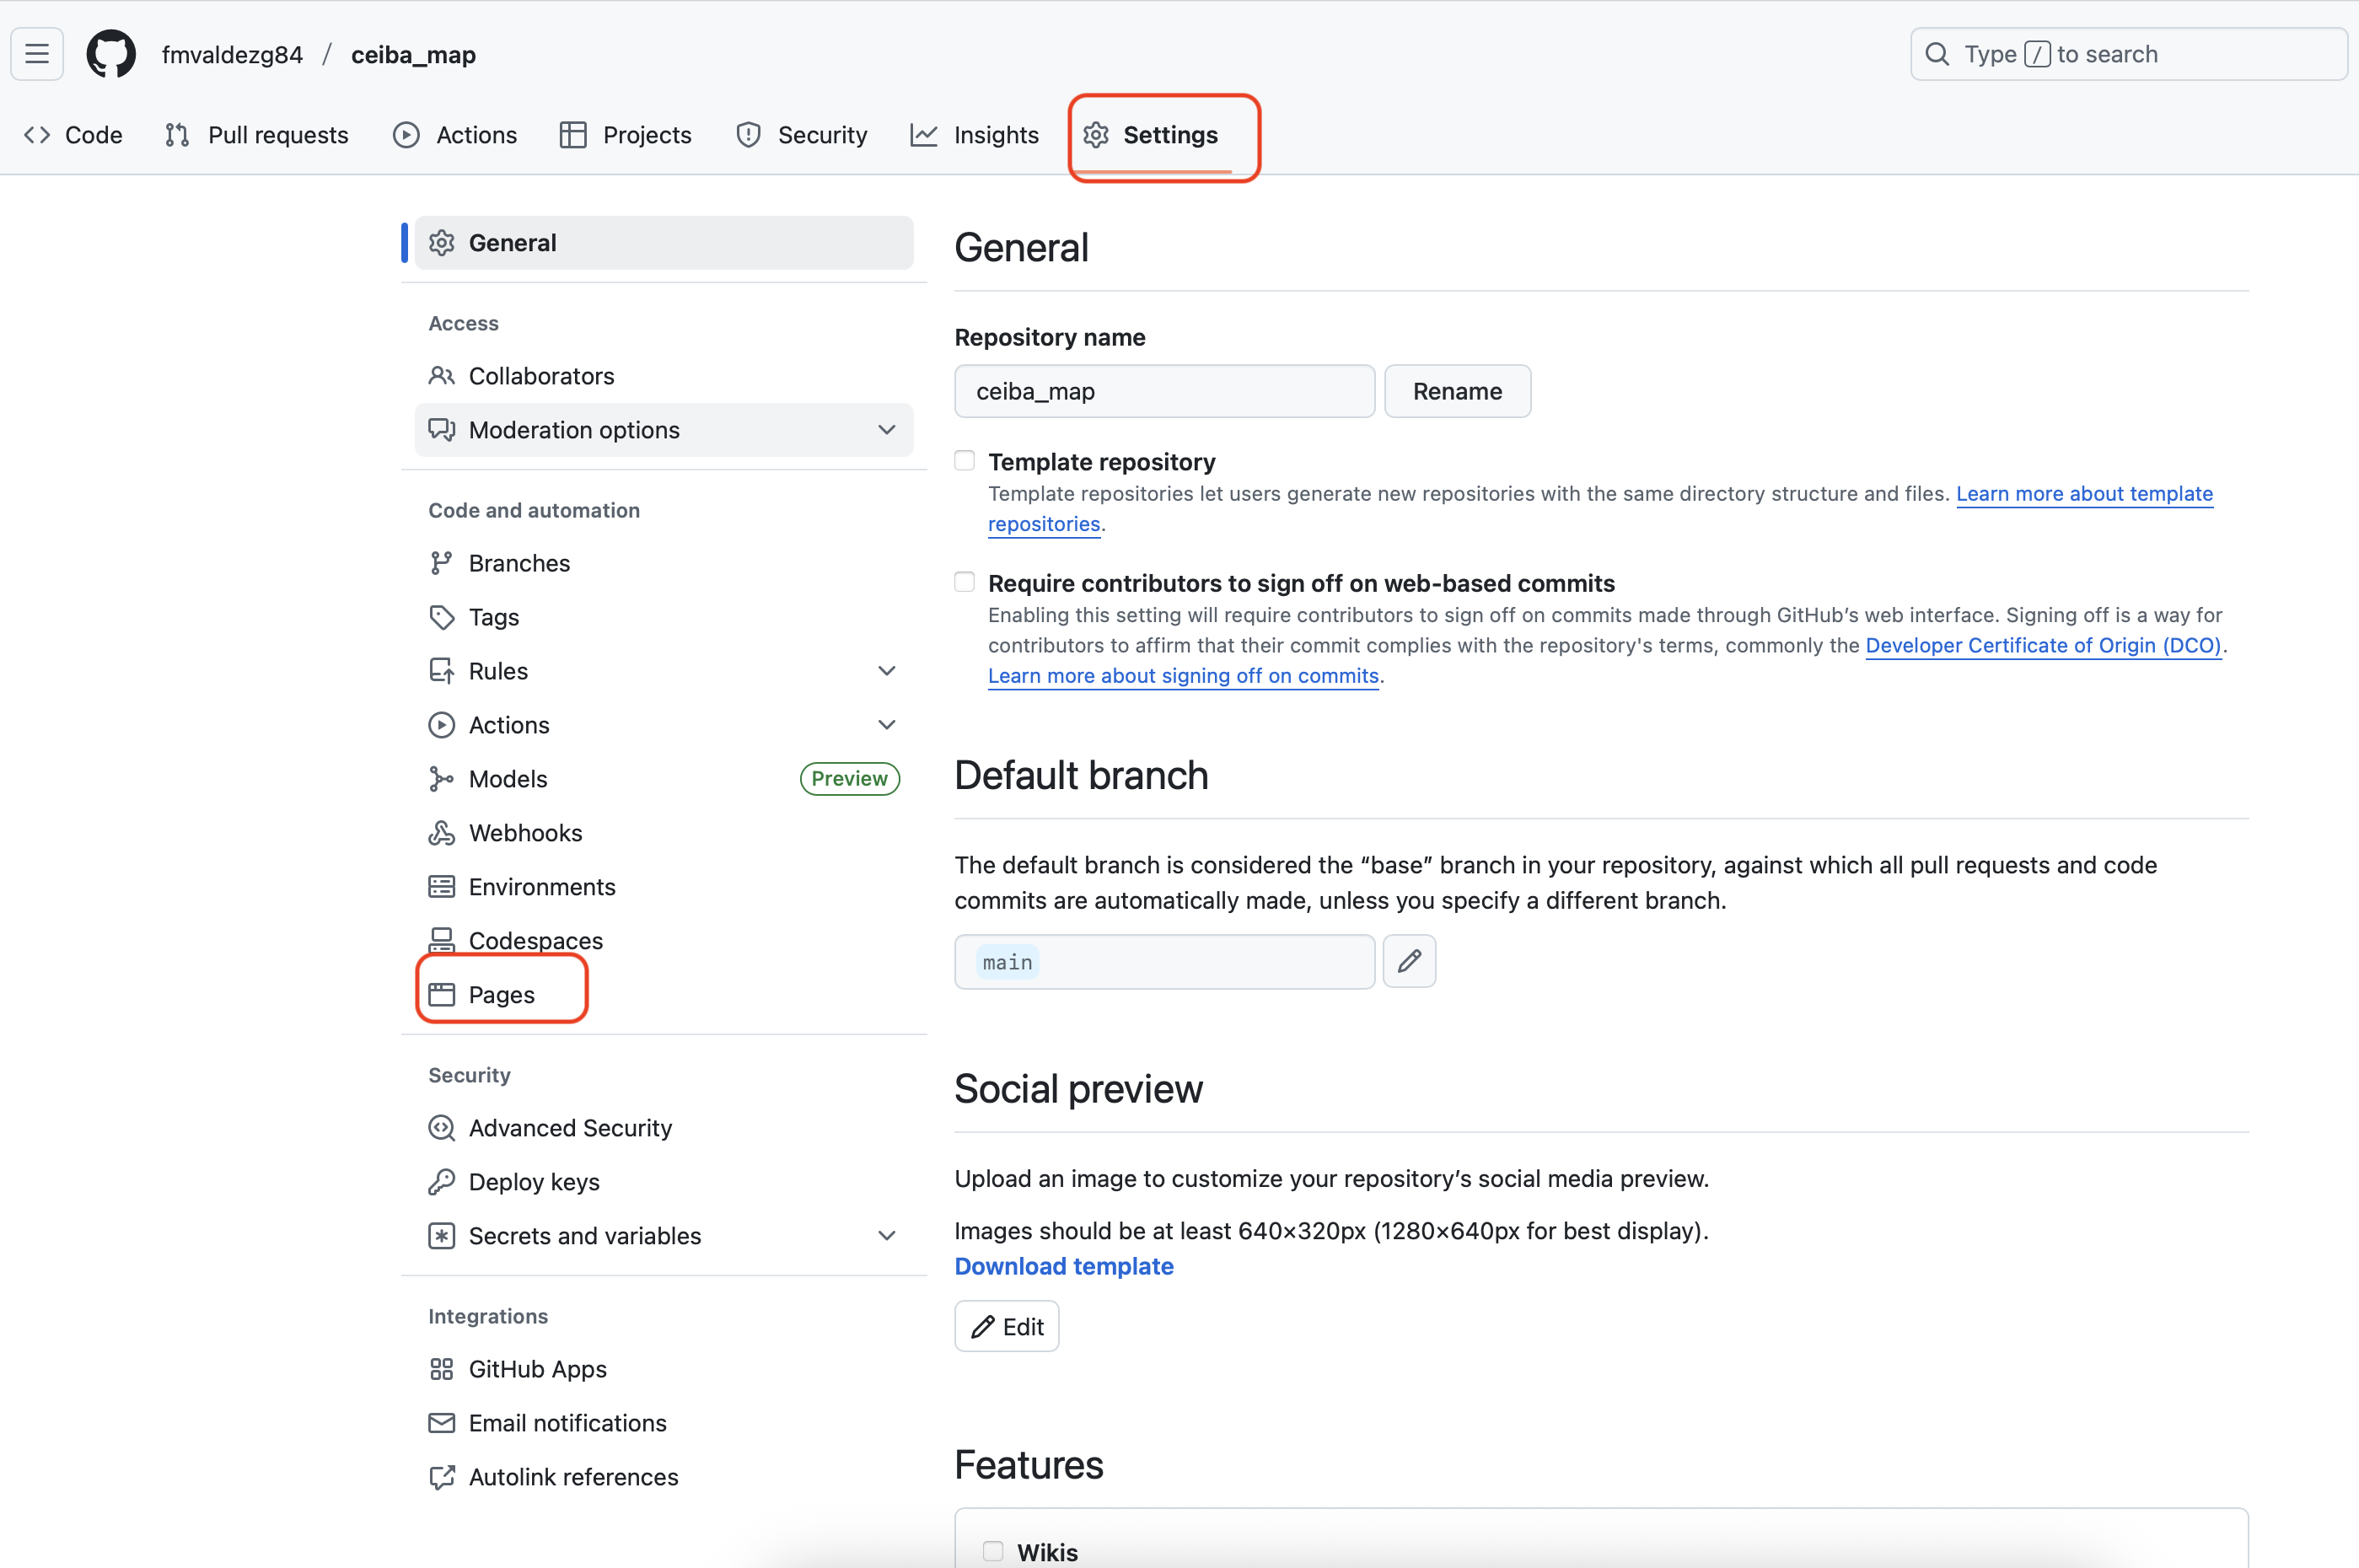 fmvaldezg84 / ceiba_map
Type / to search
Code Pull requests Actions Projects Security Insights Settings
General
Access
Collaborators
Moderation options
Code and automation
Branches
Tags
Rules
Actions
Models Preview
Webhooks
Environments
Codespaces
Pages
Security
Advanced Security
Deploy keys
Secrets and variables
Integrations
GitHub Apps
Email notifications
Autolink references
General
Repository name
ceiba_map Rename
Template repository
Template repositories let users generate new repositories with the same directory structure and files. Learn more about template
repositories.
Require contributors to sign off on web-based commits
Enabling this setting will require contributors to sign off on commits made through GitHub’s web interface. Signing off is a way for
contributors to affirm that their commit complies with the repository's terms, commonly the Developer Certificate of Origin (DCO).
Learn more about signing off on commits.
Default branch
The default branch is considered the “base” branch in your repository, against which all pull requests and code
commits are automatically made, unless you specify a different branch.
main
Social preview
Upload an image to customize your repository’s social media preview.
Images should be at least 640×320px (1280×640px for best display).
Download template
Edit
Features
Wikis